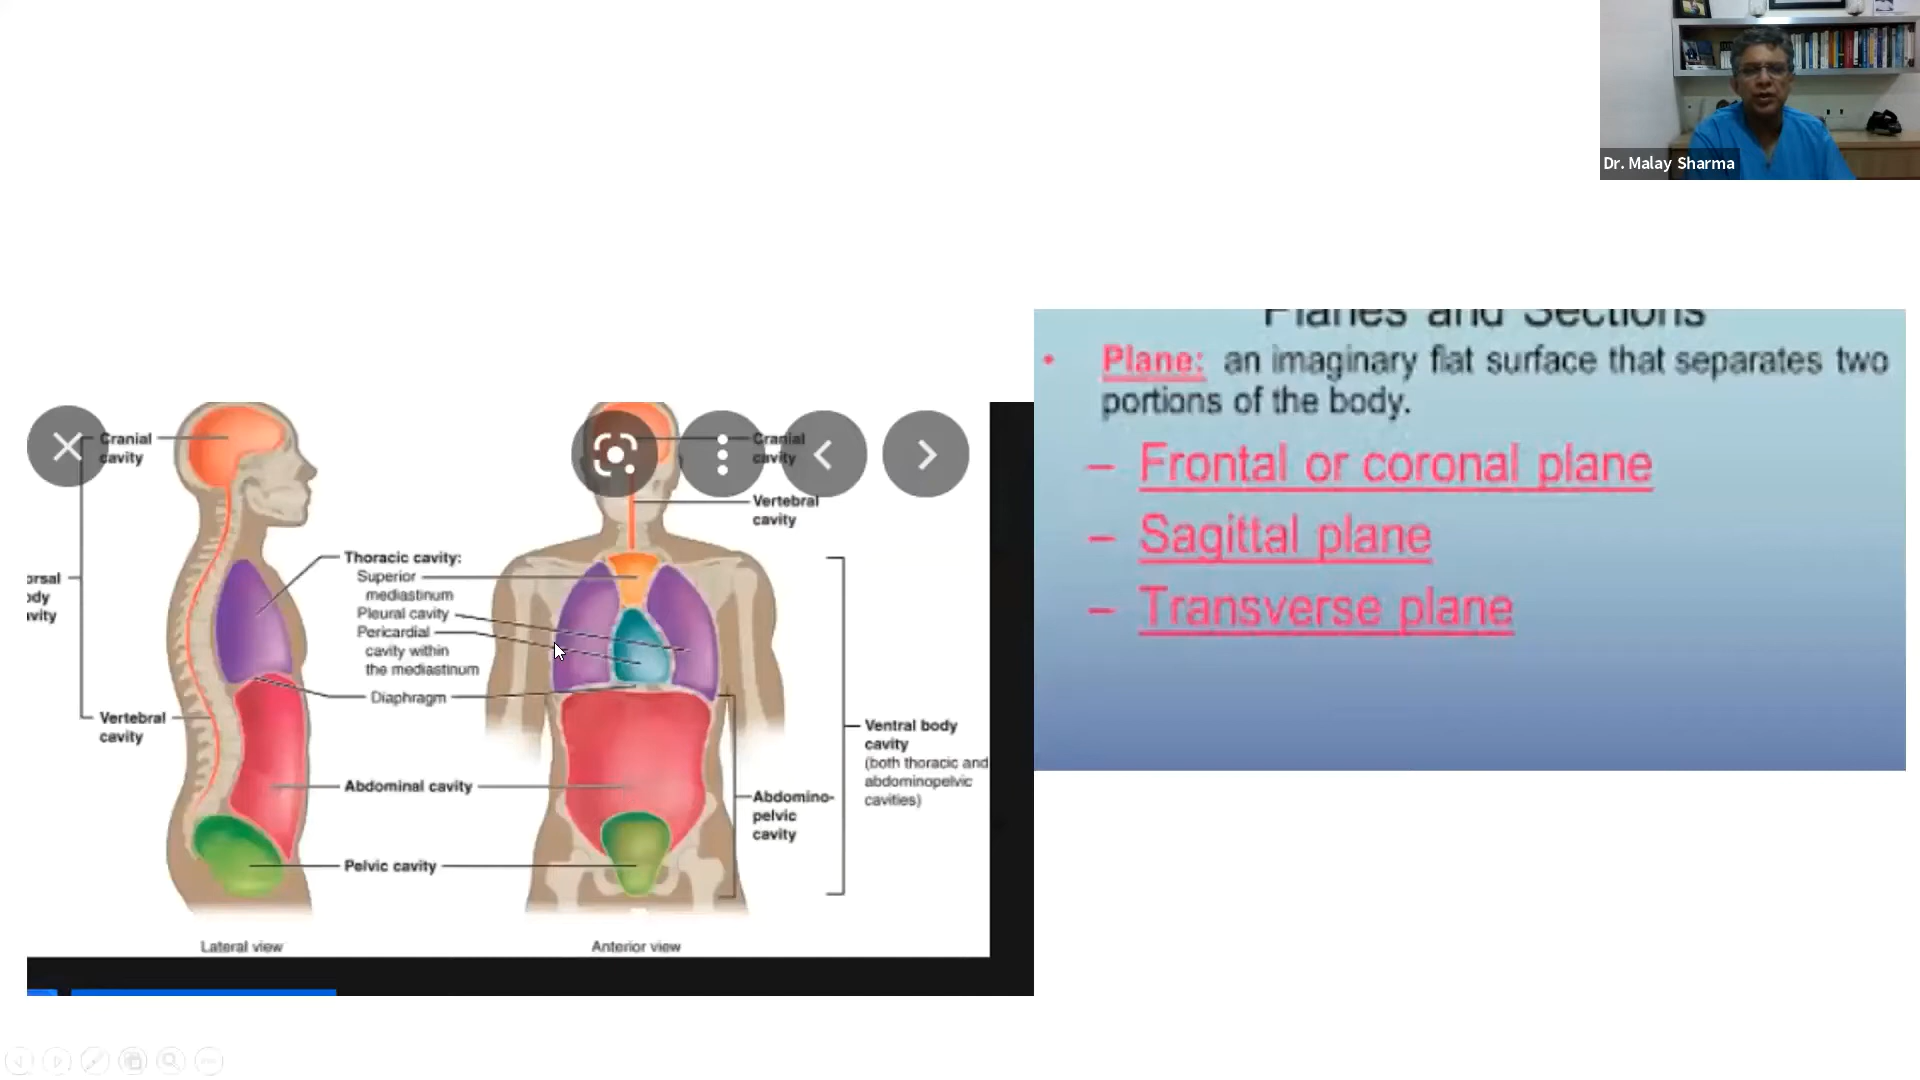 Dr. Malay Sharma
Planes and Sections
• Plane: an imaginary flat surface that separates two
portions of the body.
– Frontal or coronal plane
– Sagittal plane
– Transverse plane
Cranial
cavity
orsal
ody
avity
Vertebral
cavity
Thoracic cavity:
Superior
mediastinum
Pleural cavity
Pericardial
cavity within
the mediastinum
Diaphragm
Abdominal cavity
Pelvic cavity
Cranial
cavity
Vertebral
cavity
Ventral body
cavity
(both thoracic and
abdominopelvic
cavities)
Abdomino-
pelvic
cavity
Lateral view
Anterior view